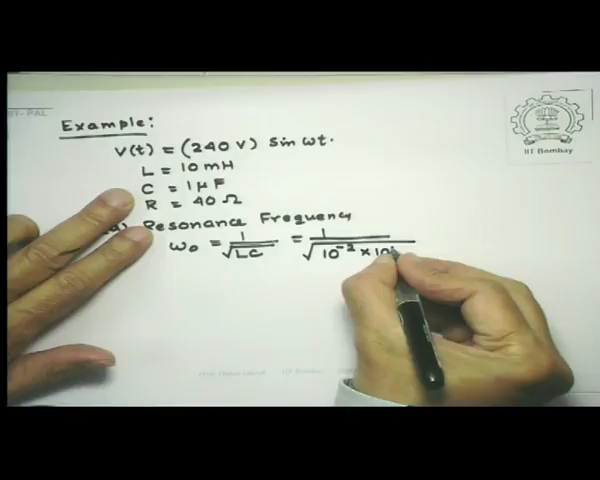 PAL
Example:
V(t) = (240 V) Sin ωt.
L = 10 mH
C = 1 μF
R = 40 Ω
Resonance Frequency
ω₀ = 1/√LC = 1/√10⁻² × 10
IIT Bombay